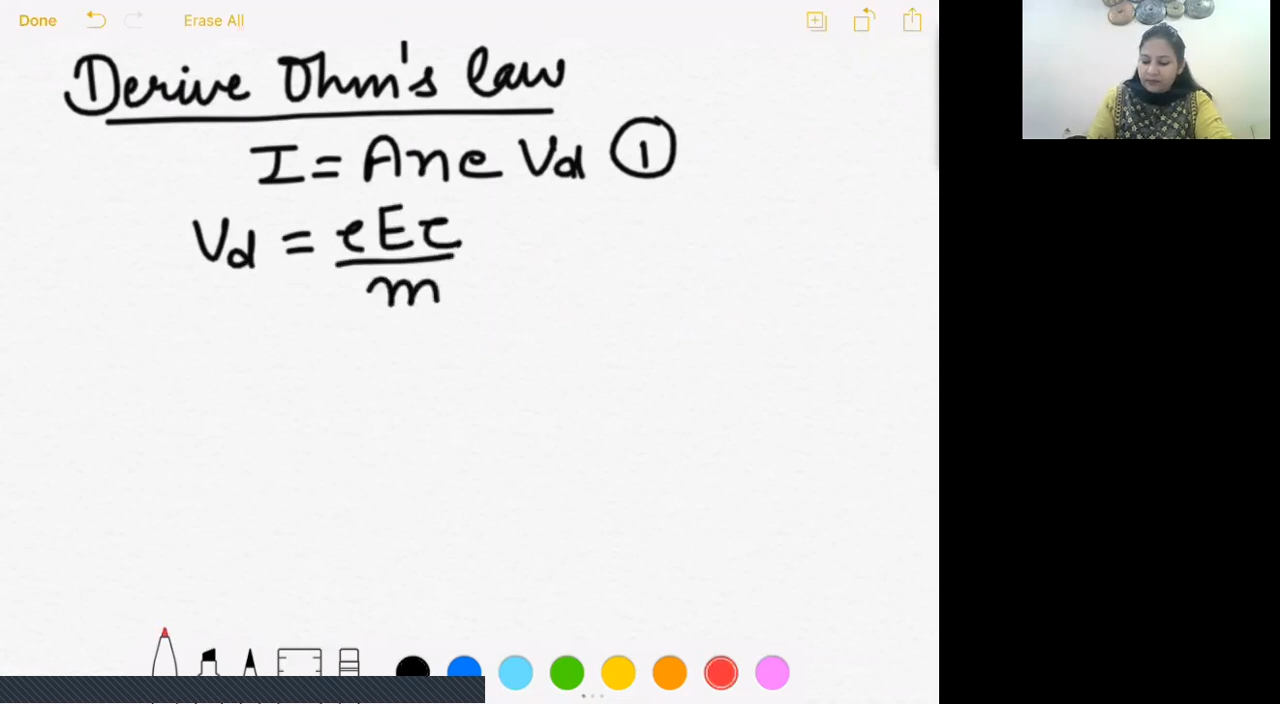 Done Erase All
Derive Ohm's law
I = Ane Vd ①
Vd = eEτ
m